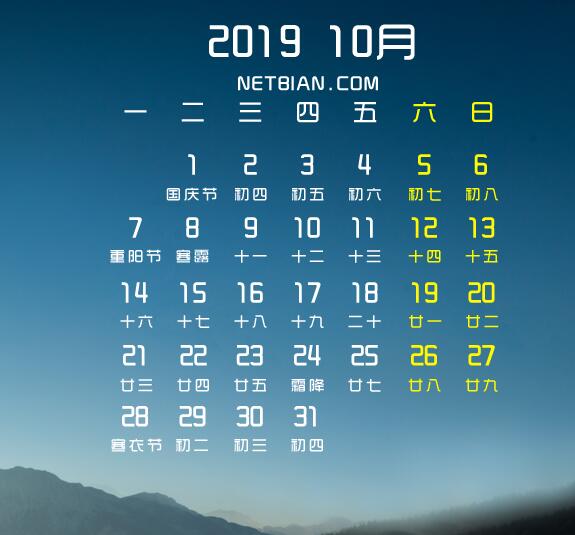 2019 10月
NETBIAN.COM
一 二 三 四 五 六 日
1 2 3 4 5 6
国庆节 初四 初五 初六 初七 初八
7 8 9 10 11 12 13
重阳节 寒露 十一 十二 十三 十四 十五
14 15 16 17 18 19 20
十六 十七 十八 十九 二十 廿一 廿二
21 22 23 24 25 26 27
廿三 廿四 廿五 霜降 廿七 廿八 廿九
28 29 30 31
寒衣节 初二 初三 初四